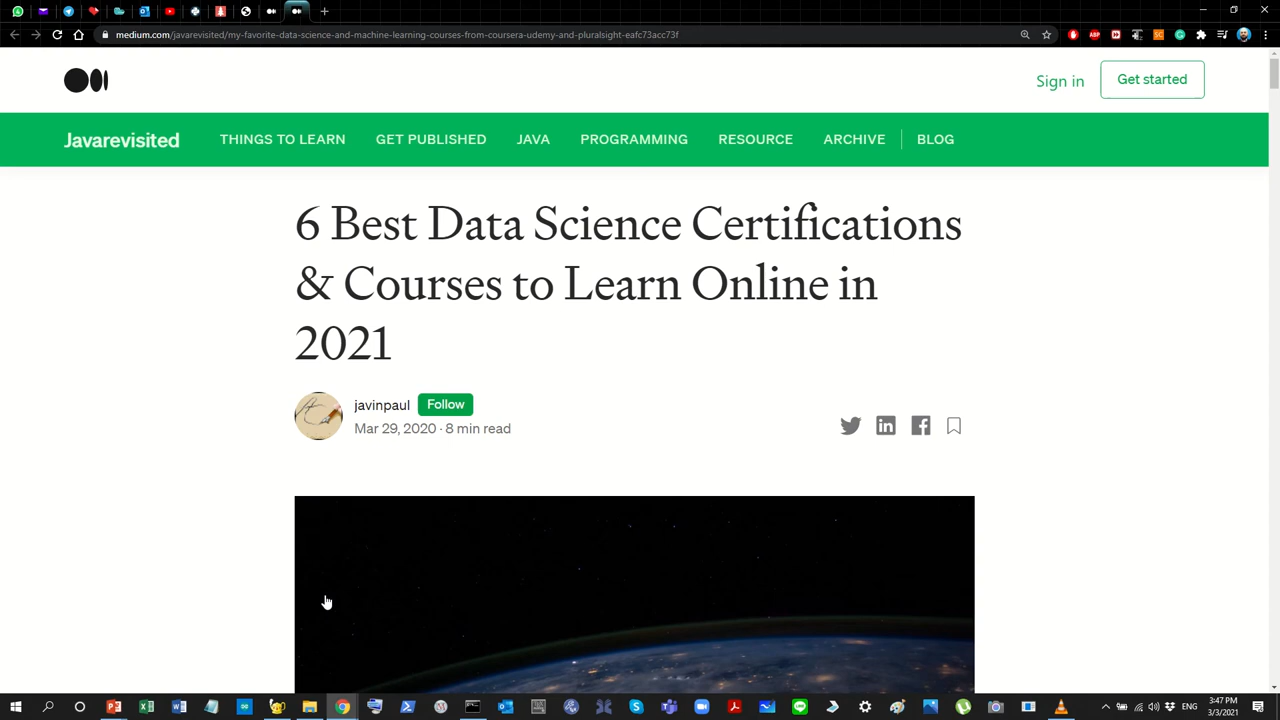 medium.com/javarevisited/my-favorite-data-science-and-machine-learning-courses-from-coursera-udemy-and-pluralsight-eafc73acc73f
Sign in
Get started
Javarevisited
THINGS TO LEARN
GET PUBLISHED
JAVA
PROGRAMMING
RESOURCE
ARCHIVE
BLOG
6 Best Data Science Certifications
& Courses to Learn Online in
2021
javinpaul
Follow
Mar 29, 2020 · 8 min read
ENG
3:47 PM
3/3/2021